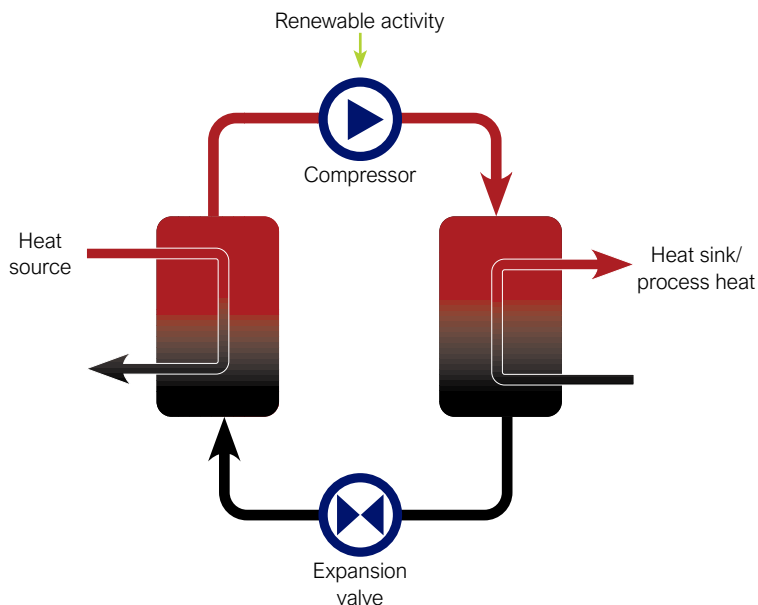 Renewable activity
Compressor
Heat
source
Heat sink/
process heat
Expansion
valve